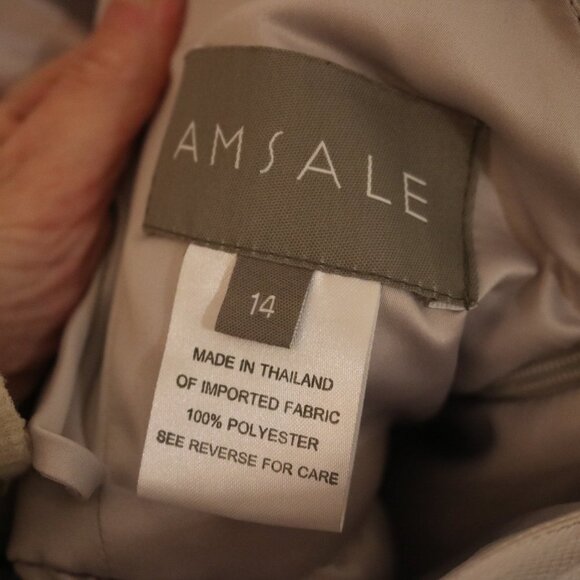 AMSALE
14
MADE IN THAILAND
OF IMPORTED FABRIC
100% POLYESTER
SEE REVERSE FOR CARE